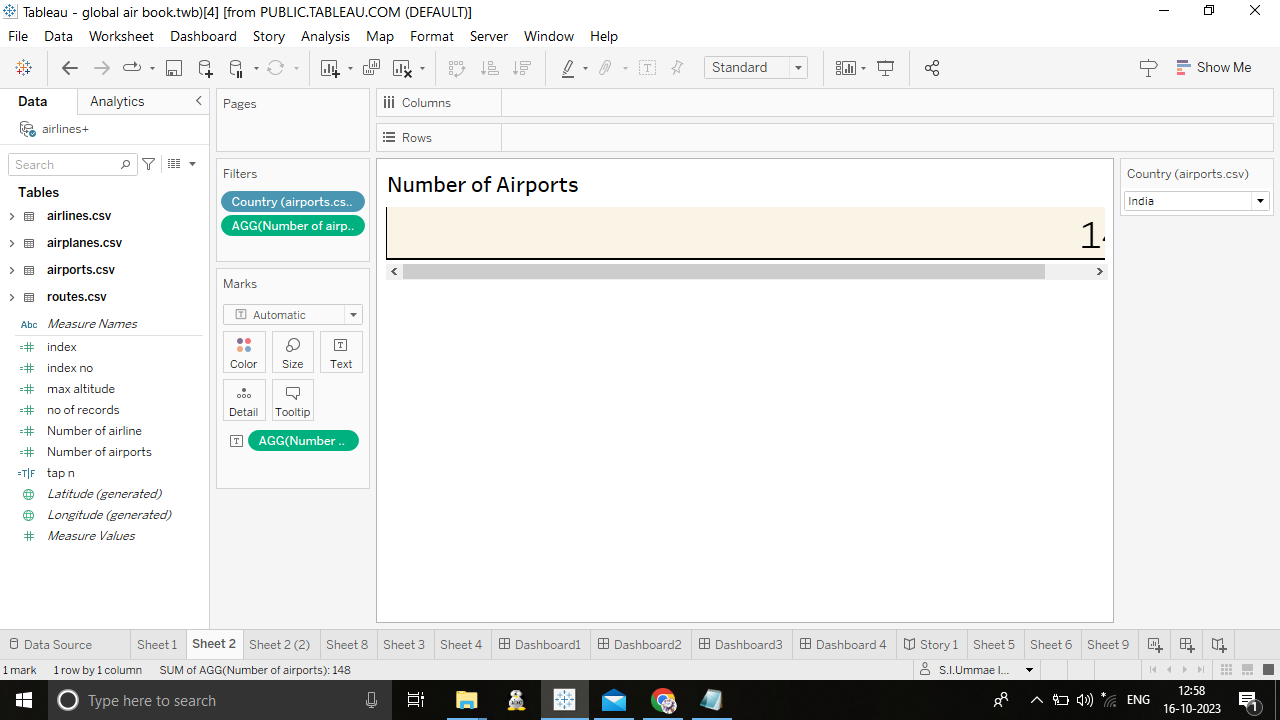 Tableau - global air book.twb)[4] [from PUBLIC.TABLEAU.COM (DEFAULT)]
File Data Worksheet Dashboard Story Analysis Map Format Server Window Help
Standard
Show Me
Data
Analytics
airlines+
Search
Tables
airlines.csv
airplanes.csv
airports.csv
routes.csv
Abc Measure Names
index
index no
max altitude
no of records
Number of airline
Number of airports
T|F tap n
Latitude (generated)
Longitude (generated)
Measure Values
Pages
Filters
Country (airports.cs..
AGG(Number of airp..
Marks
Automatic
Color
Size
Text
Detail
Tooltip
AGG(Number ..
Columns
Rows
Number of Airports
Country (airports.csv)
India
Data Source Sheet 1 Sheet 2 Sheet 2 (2) Sheet 8 Sheet 3 Sheet 4 Dashboard1 Dashboard2 Dashboard3 Dashboard 4 Story 1 Sheet 5 Sheet 6 Sheet 9
1 mark 1 row by 1 column SUM of AGG(Number of airports): 148
S.I.Ummae I...
Type here to search
ENG
12:58
16-10-2023
1